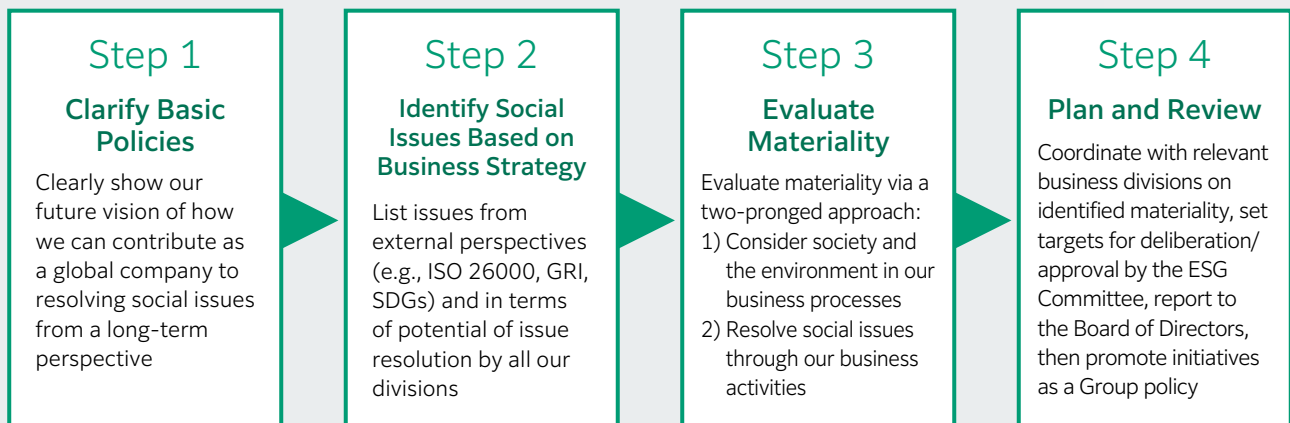 Step 1
Clarify Basic
Policies
Clearly show our
future vision of how
we can contribute as
a global company to
resolving social issues
from a long-term
perspective
Step 2
Identify Social
Issues Based on
Business Strategy
List issues from
external perspectives
(e.g., ISO 26000, GRI,
SDGs) and in terms
of potential of issue
resolution by all our
divisions
Step 3
Evaluate
Materiality
Evaluate materiality via a
two-pronged approach:
1) Consider society and
the environment in our
business processes
2) Resolve social issues
through our business
activities
Step 4
Plan and Review
Coordinate with relevant
business divisions on
identified materiality, set
targets for deliberation/
approval by the ESG
Committee, report to
the Board of Directors,
then promote initiatives
as a Group policy